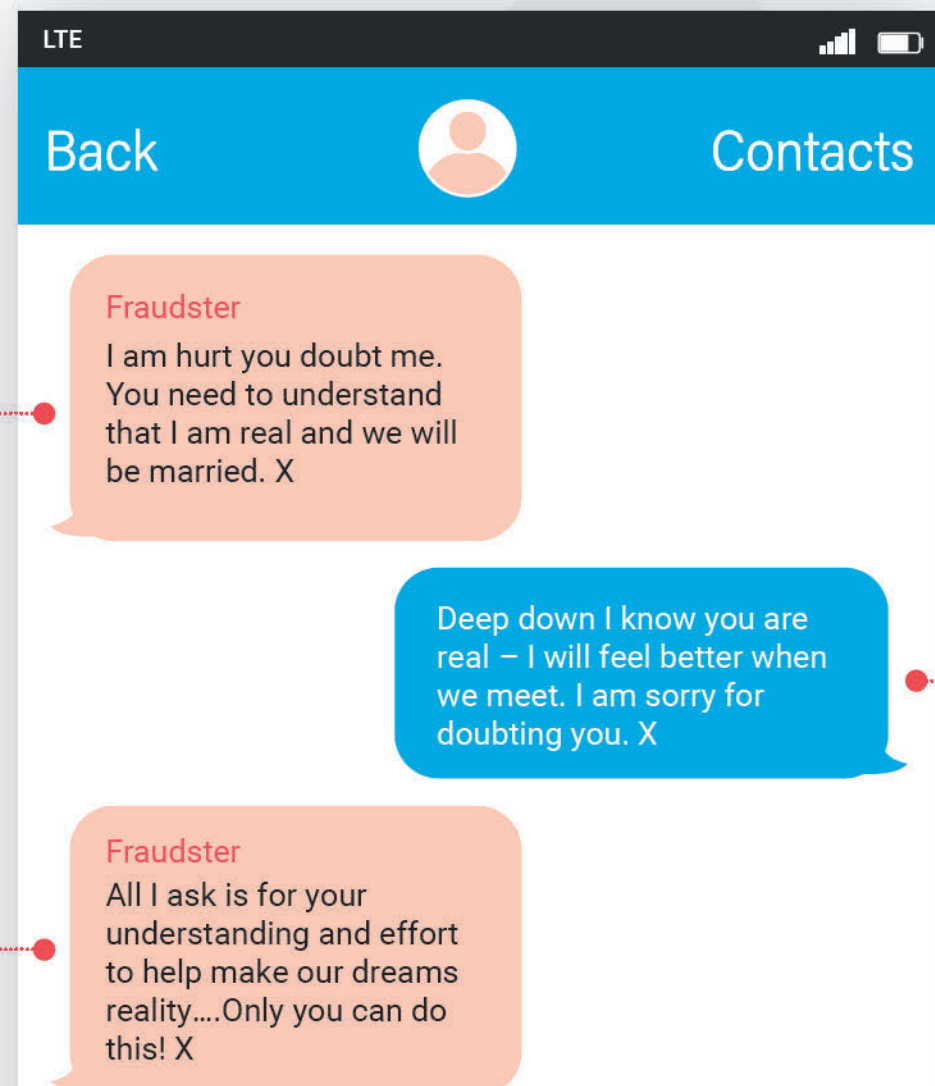 LTE
Back
Contacts
Fraudster
I am hurt you doubt me.
You need to understand
that I am real and we will
be married. X
Deep down I know you are
real – I will feel better when
we meet. I am sorry for
doubting you. X
Fraudster
All I ask is for your
understanding and effort
to help make our dreams
reality....Only you can do
this! X